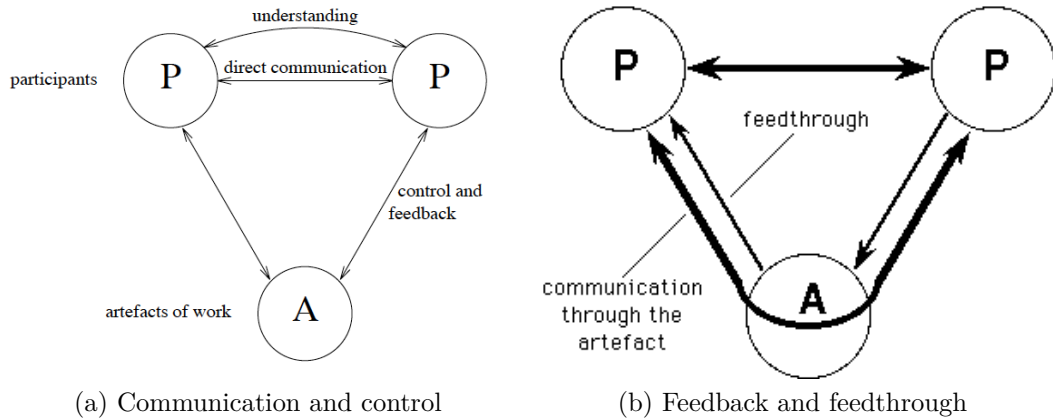 understanding
participants
P
direct communication
P
control and
feedback
artefacts of work
A
(a) Communication and control
P
P
feedthrough
communication
through the
artefact
A
(b) Feedback and feedthrough